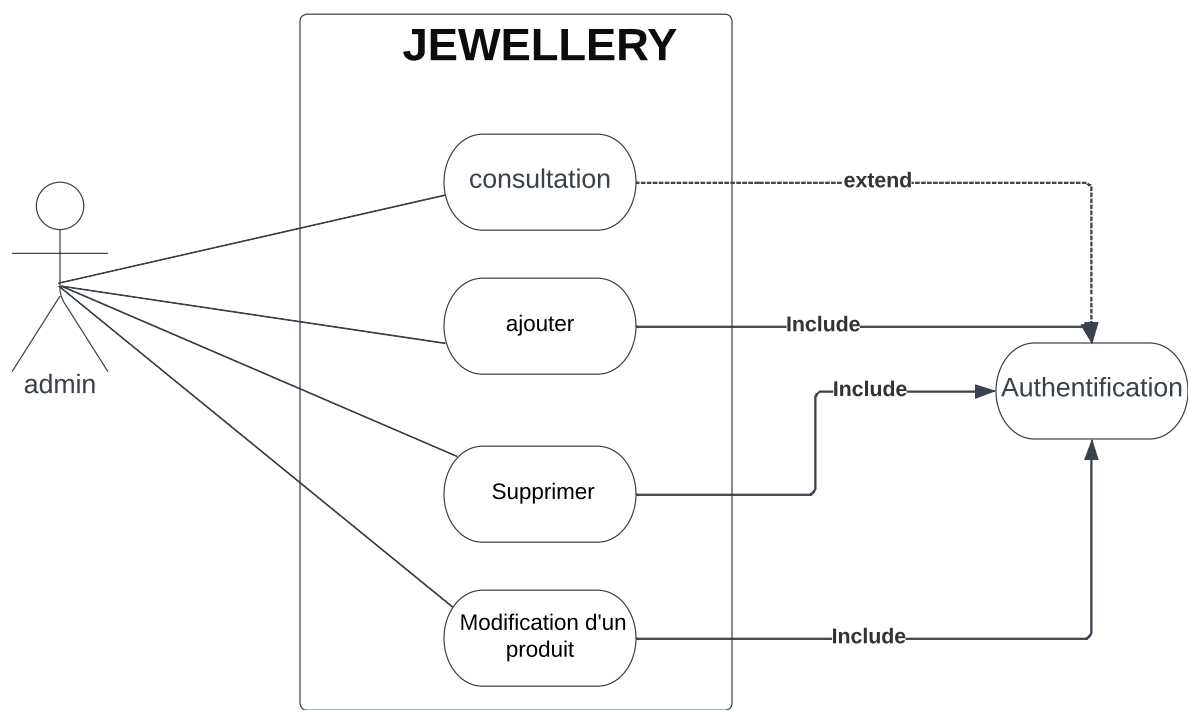 JEWELLERY
consultation
extend
ajouter
Include
admin
Include
Authentification
Supprimer
Modification d'un
produit
Include